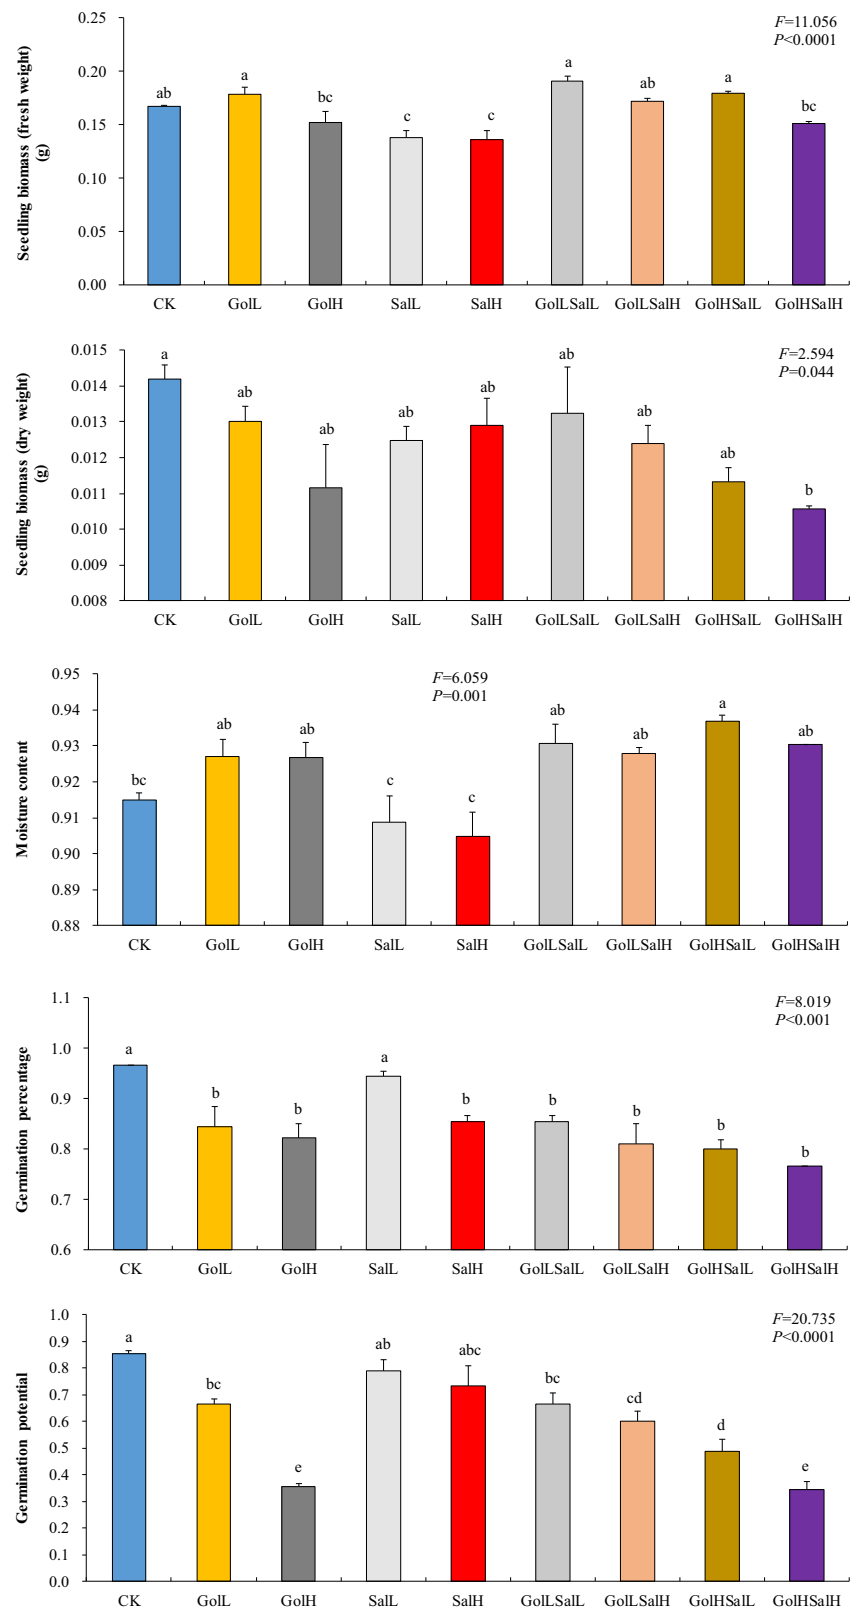 Seedling biomass (fresh weight)
(g)
F=11.056
P<0.0001
0.25
0.20
0.15
0.10
0.05
0.00
ab
a
bc
c
c
a
ab
a
bc
CK
GolL
GolH
SalL
SalH
GolLSalL
GolLSalH
GolHSalL
GolHSalH
Seedling biomass (dry weight)
(g)
F=2.594
P=0.044
0.015
0.014
0.013
0.012
0.011
0.010
0.009
0.008
a
ab
ab
ab
ab
ab
ab
ab
b
CK
GolL
GolH
SalL
SalH
GolLSalL
GolLSalH
GolHSalL
GolHSalH
Moisture content
F=6.059
P=0.001
0.95
0.94
0.93
0.92
0.91
0.90
0.89
0.88
bc
ab
ab
c
c
ab
ab
a
ab
CK
GolL
GolH
SalL
SalH
GolLSalL
GolLSalH
GolHSalL
GolHSalH
Germination percentage
F=8.019
P<0.001
1.1
1.0
0.9
0.8
0.7
0.6
a
b
b
a
b
b
b
b
b
CK
GolL
GolH
SalL
SalH
GolLSalL
GolLSalH
GolHSalL
GolHSalH
Germination potential
F=20.735
P<0.0001
1.0
0.9
0.8
0.7
0.6
0.5
0.4
0.3
0.2
0.1
0.0
a
bc
e
ab
abc
bc
cd
d
e
CK
GolL
GolH
SalL
SalH
GolLSalL
GolLSalH
GolHSalL
GolHSalH